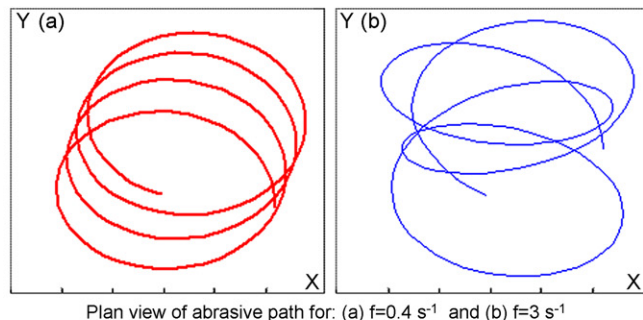 Y (a)
X
Y (b)
X
Plan view of abrasive path for: (a) f=0.4 s⁻¹ and (b) f=3 s⁻¹